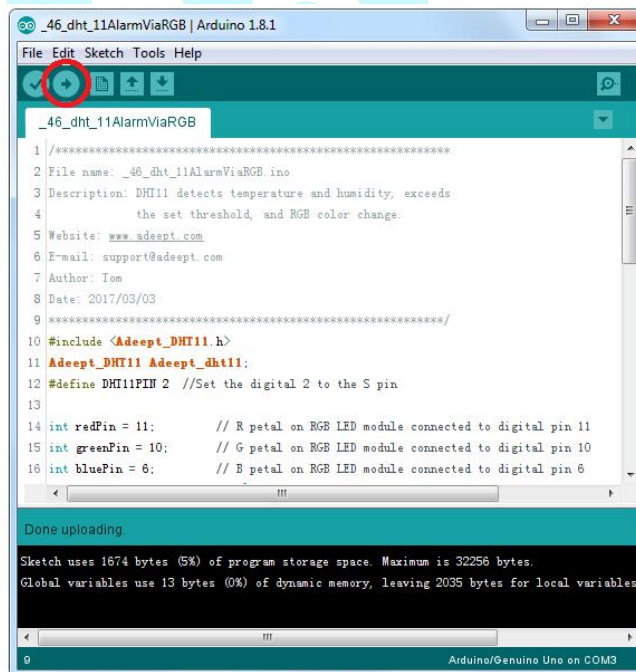 _46_dht_11AlarmViaRGB | Arduino 1.8.1
File Edit Sketch Tools Help
_46_dht_11AlarmViaRGB
1 /***********************************************************
2 File name: _46_dht_11AlarmViaRGB.ino
3 Description: DHT11 detects temperature and humidity, exceeds
4 the set threshold, and RGB color change.
5 Website: www.adeept.com
6 E-mail: support@adeept.com
7 Author: Tom
8 Date: 2017/03/03
9 ***********************************************************/
10 #include <Adeept_DHT11.h>
11 Adeept_DHT11 Adeept_dht11;
12 #define DHT11PIN 2 //Set the digital 2 to the S pin
13
14 int redPin = 11; // R petal on RGB LED module connected to digital pin 11
15 int greenPin = 10; // G petal on RGB LED module connected to digital pin 10
16 int bluePin = 6; // B petal on RGB LED module connected to digital pin 6
Done uploading.
Sketch uses 1674 bytes (5%) of program storage space. Maximum is 32256 bytes.
Global variables use 13 bytes (0%) of dynamic memory, leaving 2035 bytes for local variables
9 Arduino/Genuino Uno on COM3